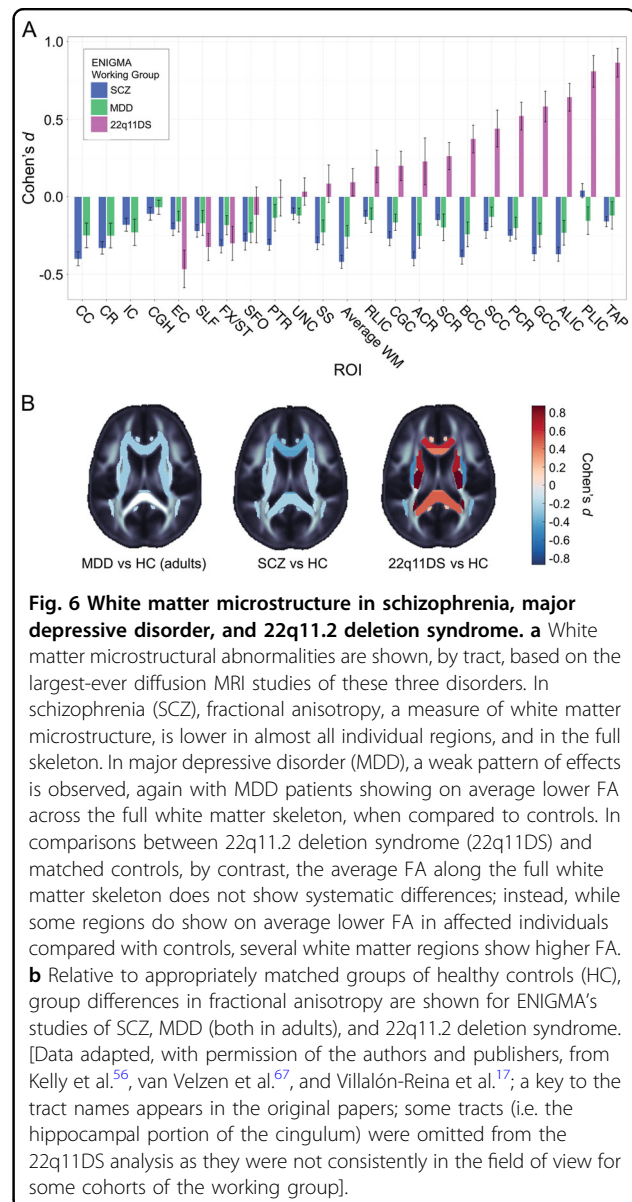 A
ENIGMA
Working Group
SCZ
MDD
22q11DS
Cohen's d
1.0
0.5
0.0
-0.5
CC CR IC CGH EC SLF FX/ST SFO PTR UNC SS Average WM RLIC CGC ACR SCR BCC SCC PCR GCC ALIC PLIC TAP
ROI
B
0.8
0.6
0.4
0.2
0
-0.2
-0.4
-0.6
-0.8
Cohen's d
MDD vs HC (adults) SCZ vs HC 22q11DS vs HC
Fig. 6 White matter microstructure in schizophrenia, major
depressive disorder, and 22q11.2 deletion syndrome. a White
matter microstructural abnormalities are shown, by tract, based on the
largest-ever diffusion MRI studies of these three disorders. In
schizophrenia (SCZ), fractional anisotropy, a measure of white matter
microstructure, is lower in almost all individual regions, and in the full
skeleton. In major depressive disorder (MDD), a weak pattern of effects
is observed, again with MDD patients showing on average lower FA
across the full white matter skeleton, when compared to controls. In
comparisons between 22q11.2 deletion syndrome (22q11DS) and
matched controls, by contrast, the average FA along the full white
matter skeleton does not show systematic differences; instead, while
some regions do show on average lower FA in affected individuals
compared with controls, several white matter regions show higher FA.
b Relative to appropriately matched groups of healthy controls (HC),
group differences in fractional anisotropy are shown for ENIGMA's
studies of SCZ, MDD (both in adults), and 22q11.2 deletion syndrome.
[Data adapted, with permission of the authors and publishers, from
Kelly et al.56, van Velzen et al.67, and Villalón-Reina et al.17; a key to the
tract names appears in the original papers; some tracts (i.e. the
hippocampal portion of the cingulum) were omitted from the
22q11DS analysis as they were not consistently in the field of view for
some cohorts of the working group].